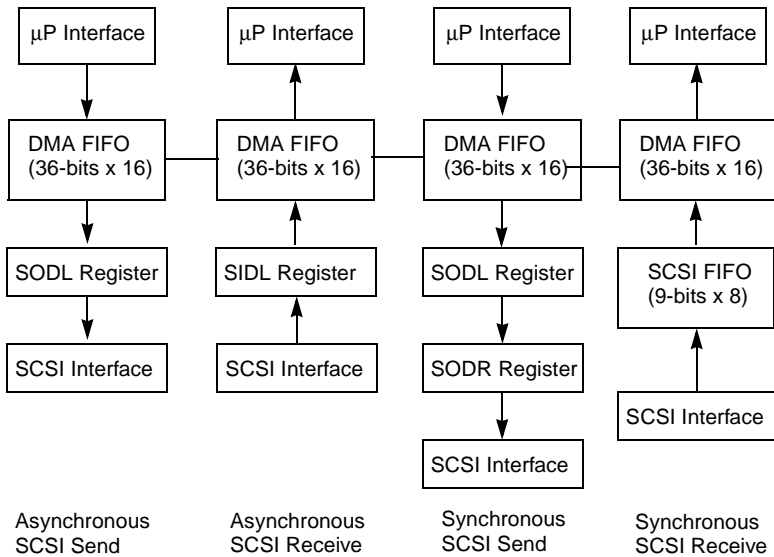 μP Interface
DMA FIFO
(36-bits x 16)
SODL Register
SCSI Interface
Asynchronous
SCSI Send
μP Interface
DMA FIFO
(36-bits x 16)
SIDL Register
SCSI Interface
Asynchronous
SCSI Receive
μP Interface
DMA FIFO
(36-bits x 16)
SODL Register
SODR Register
SCSI Interface
Synchronous
SCSI Send
μP Interface
DMA FIFO
(36-bits x 16)
SCSI FIFO
(9-bits x 8)
SCSI Interface
Synchronous
SCSI Receive